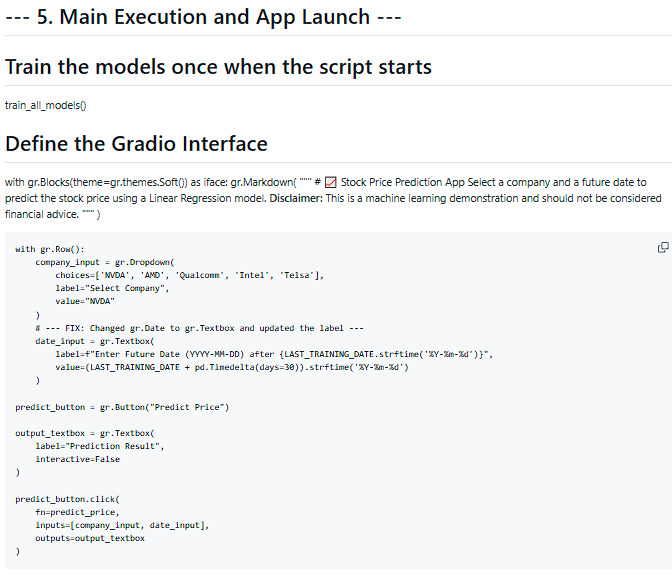 --- 5. Main Execution and App Launch ---
Train the models once when the script starts
train_all_models()
Define the Gradio Interface
with gr.Blocks(theme=gr.themes.Soft()) as iface: gr.Markdown( """ # 📈 Stock Price Prediction App Select a company and a future date to
predict the stock price using a Linear Regression model. Disclaimer: This is a machine learning demonstration and should not be considered
financial advice. """ )
with gr.Row():
    company_input = gr.Dropdown(
        choices=['NVDA', 'AMD', 'Qualcomm', 'Intel', 'Telsa'],
        label="Select Company",
        value="NVDA"
    )
    # --- FIX: Changed gr.Date to gr.Textbox and updated the label ---
    date_input = gr.Textbox(
        label=f"Enter Future Date (YYYY-MM-DD) after {LAST_TRAINING_DATE.strftime('%Y-%m-%d')}",
        value=(LAST_TRAINING_DATE + pd.Timedelta(days=30)).strftime('%Y-%m-%d')
    )
predict_button = gr.Button("Predict Price")
output_textbox = gr.Textbox(
    label="Prediction Result",
    interactive=False
)
predict_button.click(
    fn=predict_price,
    inputs=[company_input, date_input],
    outputs=output_textbox
)